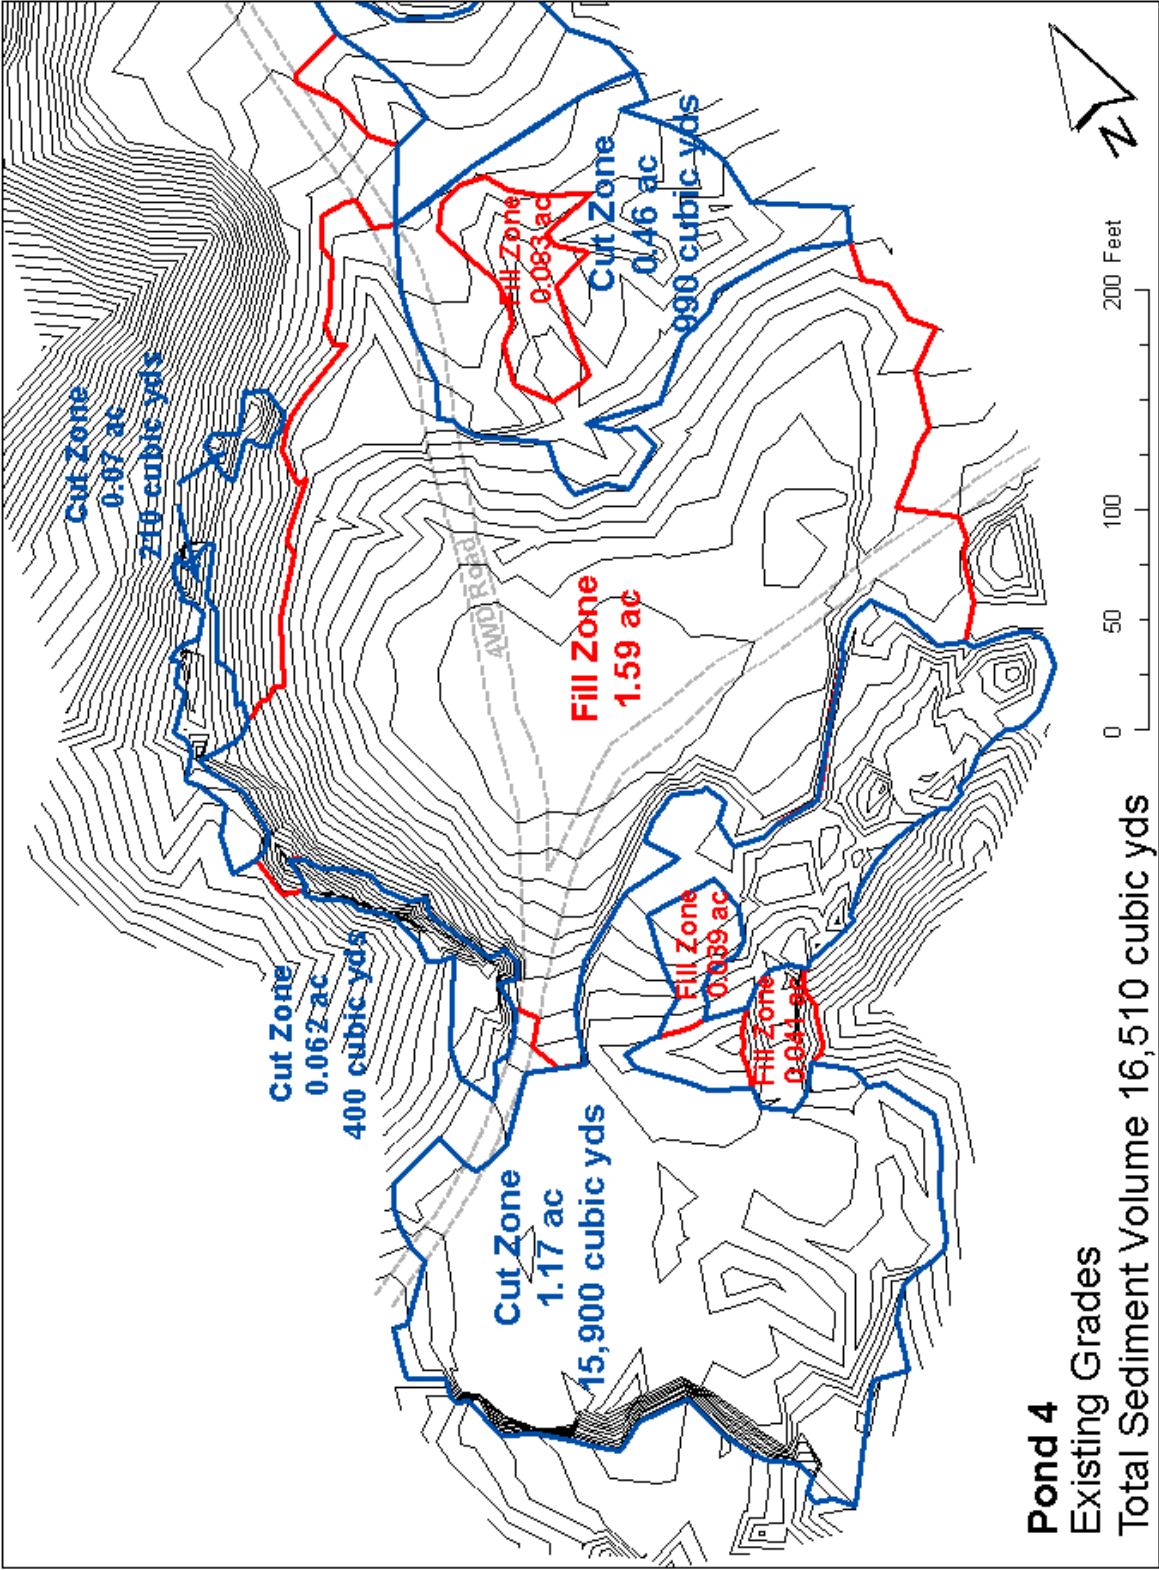 Cut Zone
0.07 ac
210 cubic yds
Cut Zone
0.062 ac
400 cubic yds
Cut Zone
1.17 ac
15,900 cubic yds
4WD Road
Fill Zone
1.59 ac
Fill Zone
0.083 ac
Cut Zone
0.46 ac
990 cubic yds
Fill Zone
0.039 ac
Fill Zone
0.041 ac
N
0 50 100 200 Feet
Pond 4
Existing Grades
Total Sediment Volume 16,510 cubic yds